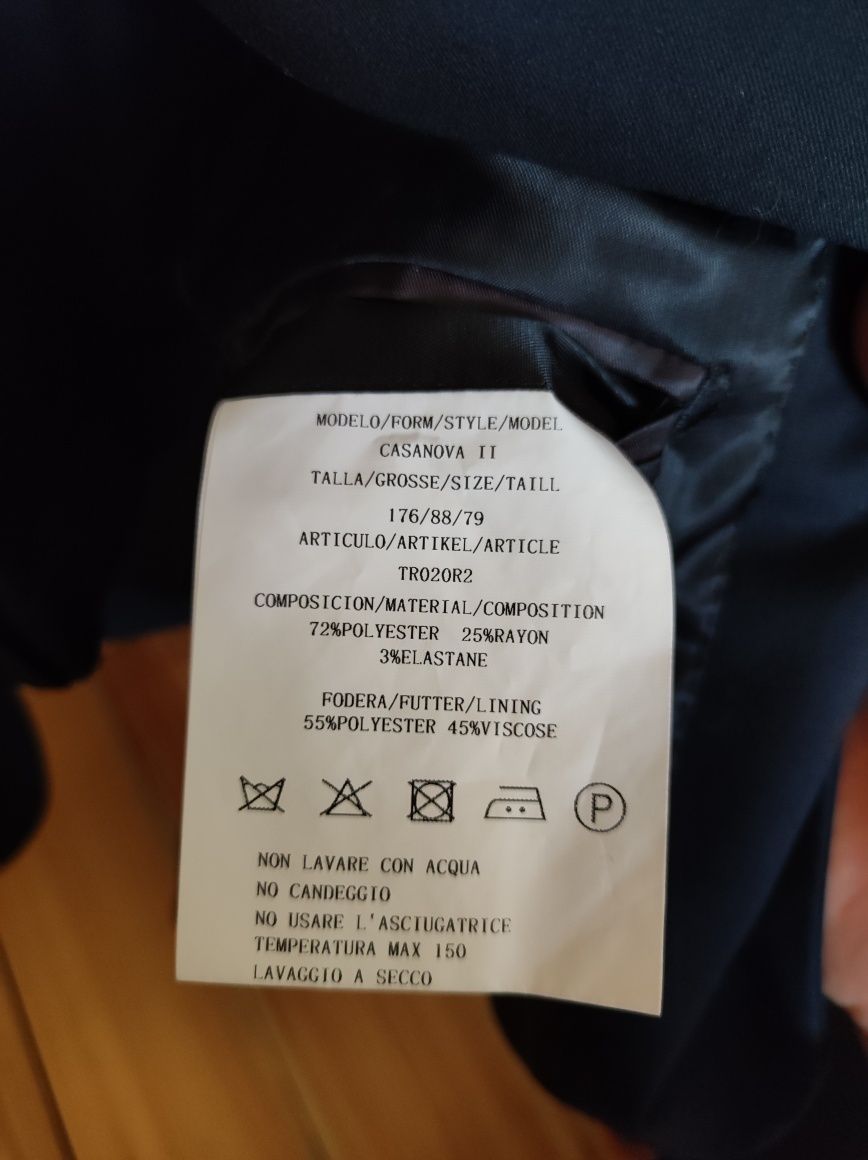 MODELO/FORM/STYLE/MODEL
CASANOVA II
TALLA/GROSSE/SIZE/TAILL
176/88/79
ARTICULO/ARTIKEL/ARTICLE
TR020R2
COMPOSICION/MATERIAL/COMPOSITION
72%POLYESTER 25%RAYON
3%ELASTANE
FODERA/FUTTER/LINING
55%POLYESTER 45%VISCOSE
P
NON LAVARE CON ACQUA
NO CANDEGGIO
NO USARE L'ASCIUGATRICE
TEMPERATURA MAX 150
LAVAGGIO A SECCO